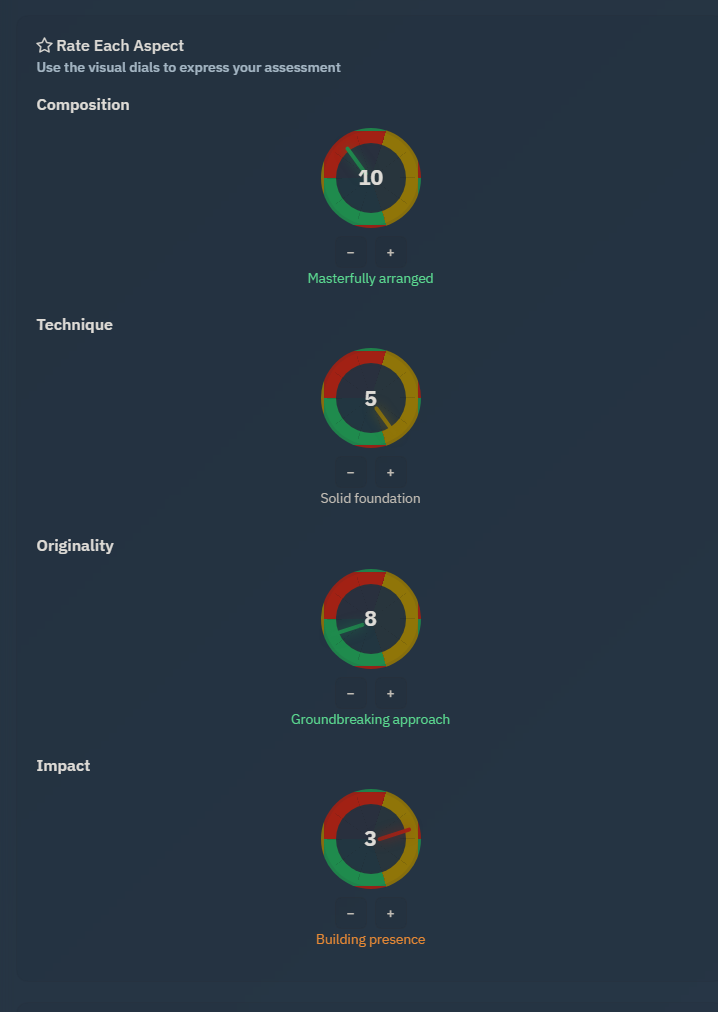 Rate Each Aspect
Use the visual dials to express your assessment
Composition
10
− +
Masterfully arranged
Technique
5
− +
Solid foundation
Originality
8
− +
Groundbreaking approach
Impact
3
− +
Building presence